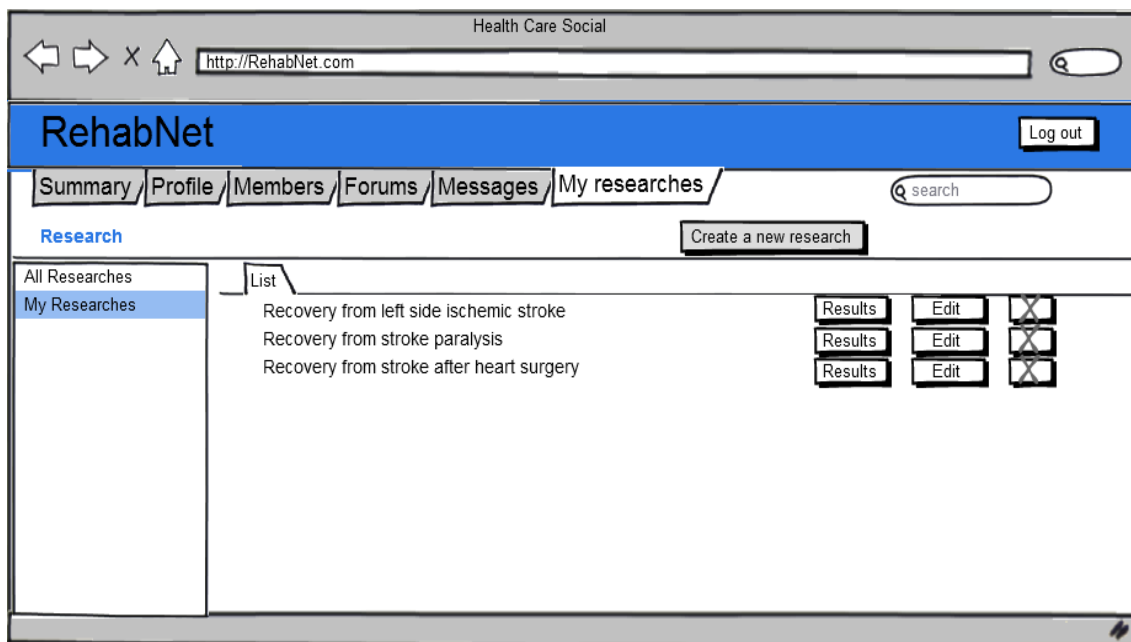 Health Care Social
http://RehabNet.com
RehabNet
Log out
Summary Profile Members Forums Messages My researches
search
Research
Create a new research
All Researches
My Researches
List
Recovery from left side ischemic stroke Results Edit X
Recovery from stroke paralysis Results Edit X
Recovery from stroke after heart surgery Results Edit X